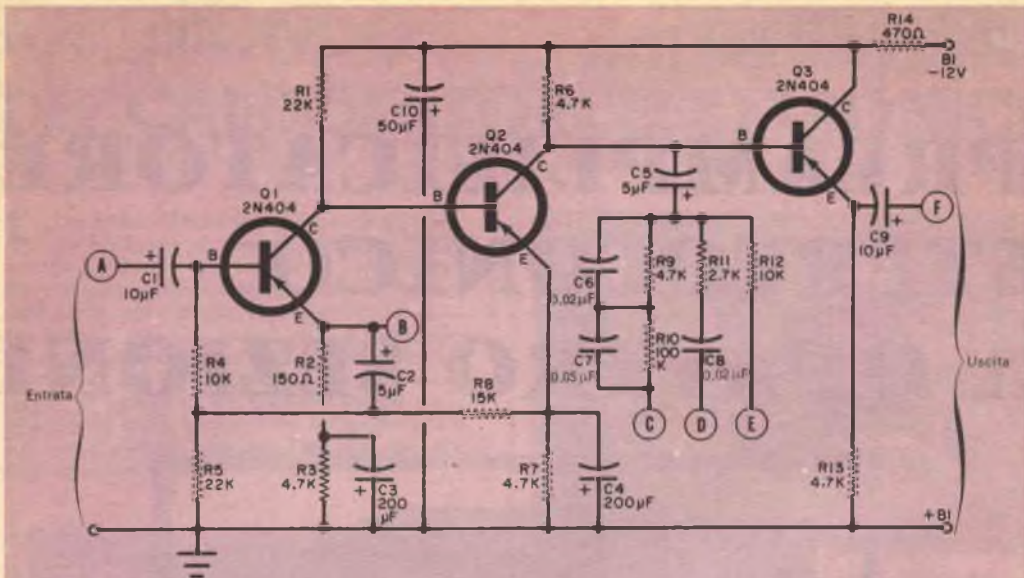 R14
470Ω
B1
-12V
R1
22K
C10
50µF
+
R6
4.7K
Q3
2N404
B
C
E
Q2
2N404
B
C
E
C5
5µF
+
Q1
2N404
B
C
E
A
+
C1
10µF
F
C9
10µF
+
C6
0,02µF
R9
4.7K
R11
2.7K
R12
10K
B
R4
10K
R2
150Ω
+
C2
5µF
C7
0,05µF
R10
100
K
C8
0,02µF
Entrata
Uscita
R8
15K
C
D
E
R5
22K
R3
4.7K
+
C3
200
µF
R7
4.7K
+
C4
200µF
R13
4.7K
+B1